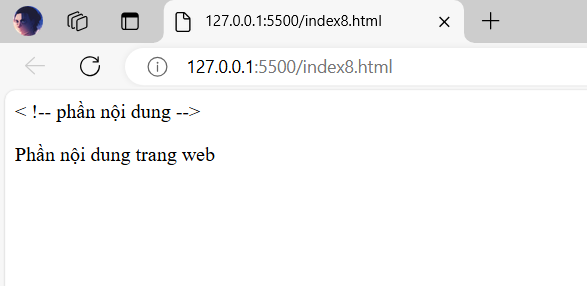 127.0.0.1:5500/index8.html
127.0.0.1:5500/index8.html
< !-- phần nội dung -->
Phần nội dung trang web